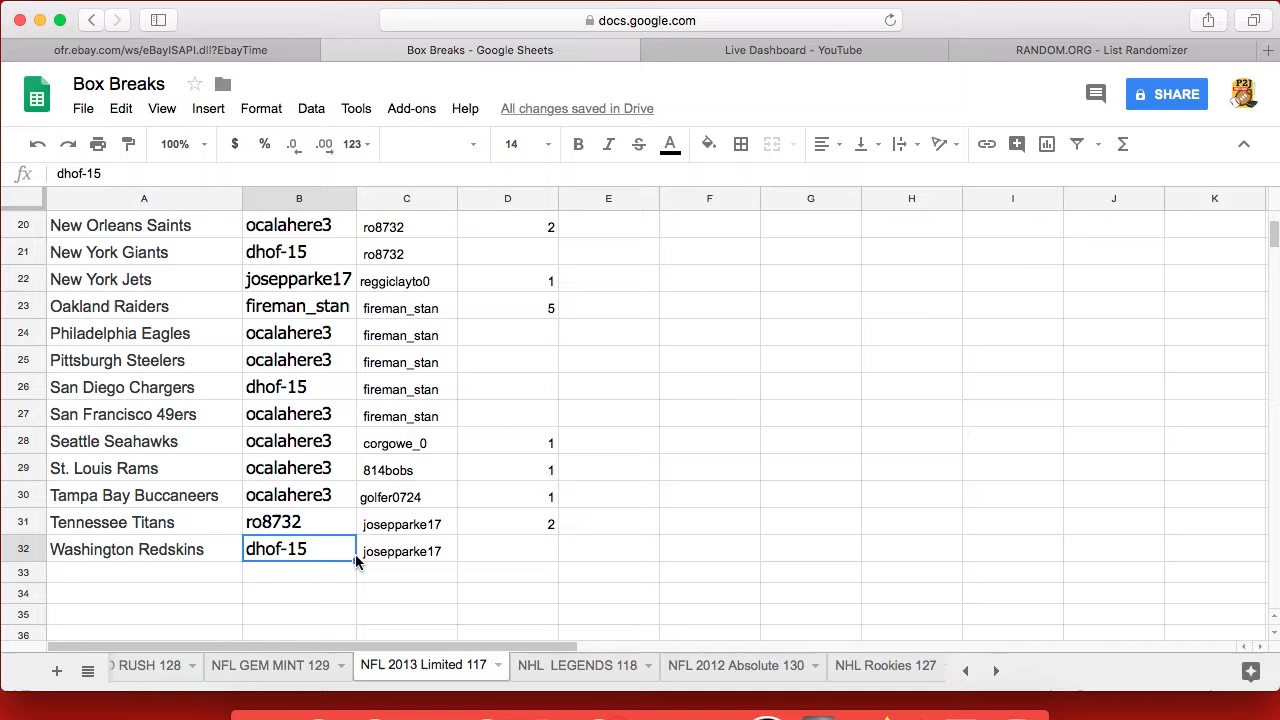 docs.google.com
ofr.ebay.com/ws/eBayISAPI.dll?EbayTime
Box Breaks - Google Sheets
Live Dashboard - YouTube
RANDOM.ORG - List Randomizer
Box Breaks
File Edit View Insert Format Data Tools Add-ons Help All changes saved in Drive
SHARE
100% $ % .0 .00 123 14 B I S A
fx dhof-15
A B C D E F G H I J K
20 New Orleans Saints ocalahere3 ro8732 2
21 New York Giants dhof-15 ro8732
22 New York Jets josepparke17 reggiclayto0 1
23 Oakland Raiders fireman_stan fireman_stan 5
24 Philadelphia Eagles ocalahere3 fireman_stan
25 Pittsburgh Steelers ocalahere3 fireman_stan
26 San Diego Chargers dhof-15 fireman_stan
27 San Francisco 49ers ocalahere3 fireman_stan
28 Seattle Seahawks ocalahere3 corgowe_0 1
29 St. Louis Rams ocalahere3 814bobs 1
30 Tampa Bay Buccaneers ocalahere3 golfer0724 1
31 Tennessee Titans ro8732 josepparke17 2
32 Washington Redskins dhof-15 josepparke17
33
34
35
36
RUSH 128 NFL GEM MINT 129 NFL 2013 Limited 117 NHL LEGENDS 118 NFL 2012 Absolute 130 NHL Rookies 127